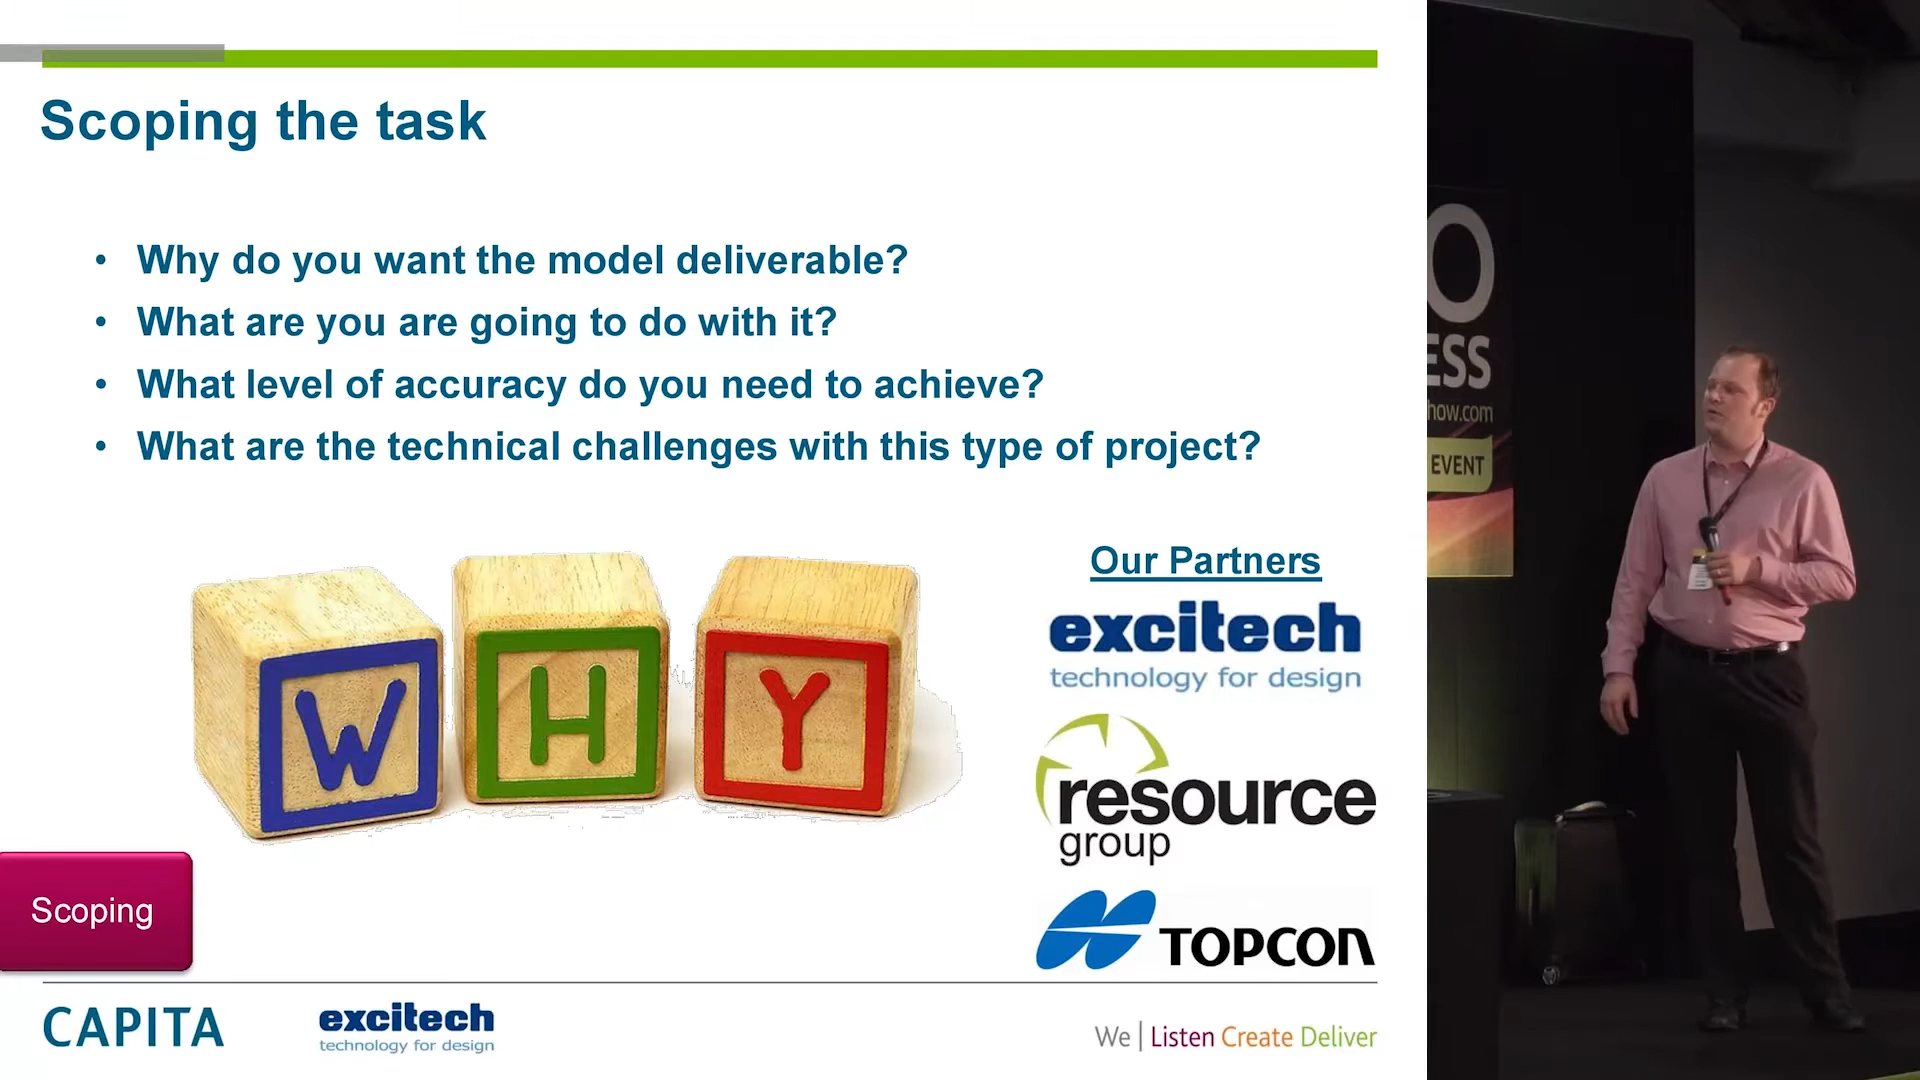 Scoping the task
• Why do you want the model deliverable?
• What are you are going to do with it?
• What level of accuracy do you need to achieve?
• What are the technical challenges with this type of project?
W H Y
Our Partners
excitech
technology for design
resource
group
TOPCON
Scoping
CAPITA
excitech
technology for design
We | Listen Create Deliver
O
ESS
how.com
EVENT